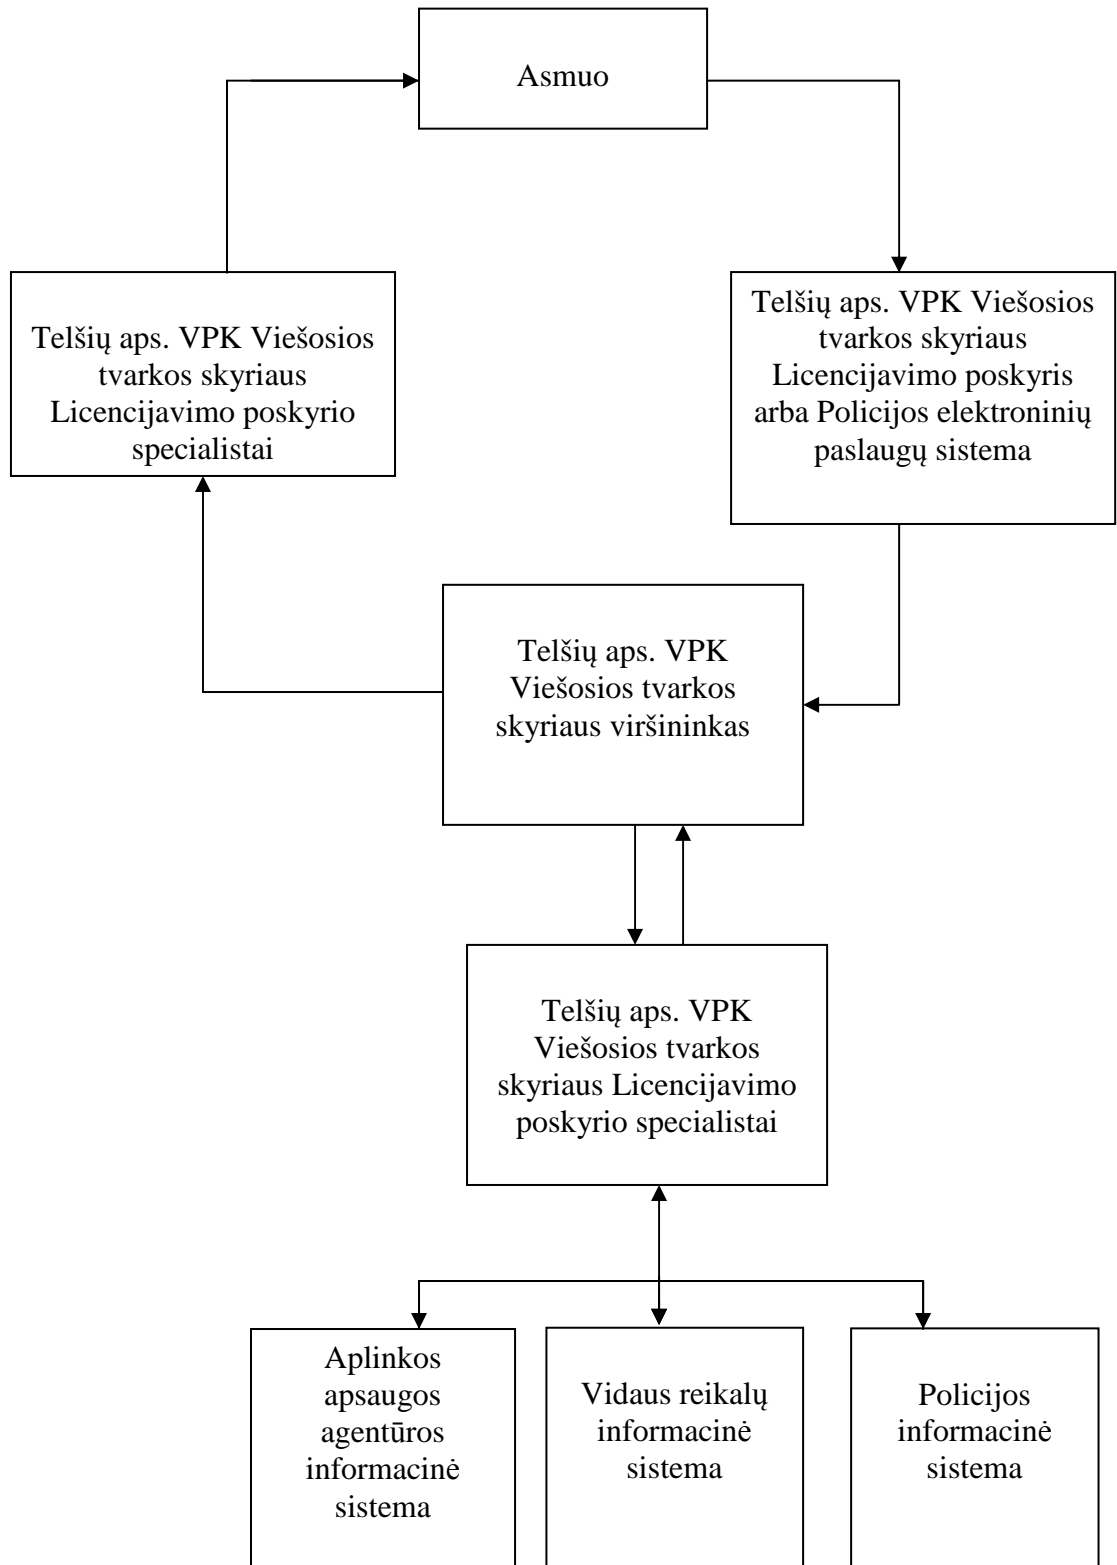 Asmuo
Telšių aps. VPK Viešosios
tvarkos skyriaus
Licencijavimo poskyrio
specialistai
Telšių aps. VPK Viešosios
tvarkos skyriaus
Licencijavimo poskyris
arba Policijos elektroninių
paslaugų sistema
Telšių aps. VPK
Viešosios tvarkos
skyriaus viršininkas
Telšių aps. VPK
Viešosios tvarkos
skyriaus Licencijavimo
poskyrio specialistai
Aplinkos
apsaugos
agentūros
informacinė
sistema
Vidaus reikalų
informacinė
sistema
Policijos
informacinė
sistema